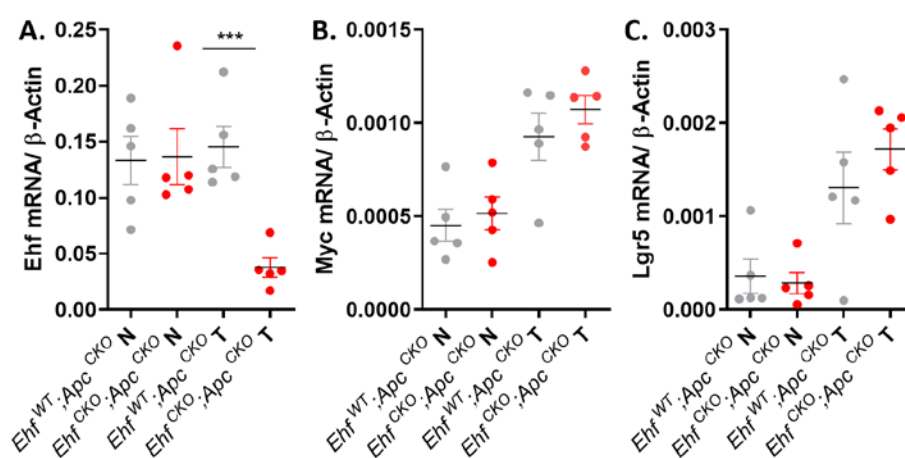 A.
Ehf mRNA/ β-Actin
0.25
0.20
0.15
0.10
0.05
0.00
***
Ehf WT;Apc CKO N
Ehf CKO;Apc CKO N
Ehf WT;Apc CKO T
Ehf CKO;Apc CKO T
B.
Myc mRNA/ β-Actin
0.0015
0.0010
0.0005
0.0000
Ehf WT;Apc CKO N
Ehf CKO;Apc CKO N
Ehf WT;Apc CKO T
Ehf CKO;Apc CKO T
C.
Lgr5 mRNA/ β-Actin
0.003
0.002
0.001
0.000
Ehf WT;Apc CKO N
Ehf CKO;Apc CKO N
Ehf WT;Apc CKO T
Ehf CKO;Apc CKO T